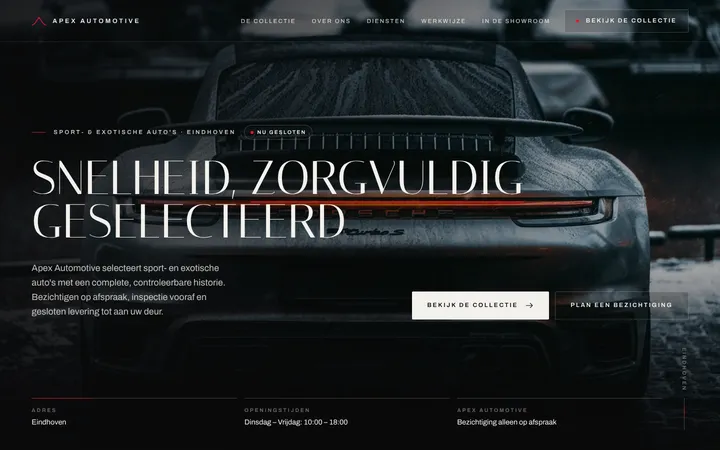 APEX AUTOMOTIVE
DE COLLECTIE
OVER ONS
DIENSTEN
WERKWIJZE
IN DE SHOWROOM
BEKIJK DE COLLECTIE
SPORT- & EXOTISCHE AUTO'S · EINDHOVEN
NU GESLOTEN
SNELHEID, ZORGVULDIG
GESELECTEERD
Turbo S
Apex Automotive selecteert sport- en exotische
auto's met een complete, controleerbare historie.
Bezichtigen op afspraak, inspectie vooraf en
gesloten levering tot aan uw deur.
BEKIJK DE COLLECTIE →
PLAN EEN BEZICHTIGING
EINDHOVEN
ADRES
Eindhoven
OPENINGSTIJDEN
Dinsdag – Vrijdag: 10:00 – 18:00
APEX AUTOMOTIVE
Bezichtiging alleen op afspraak